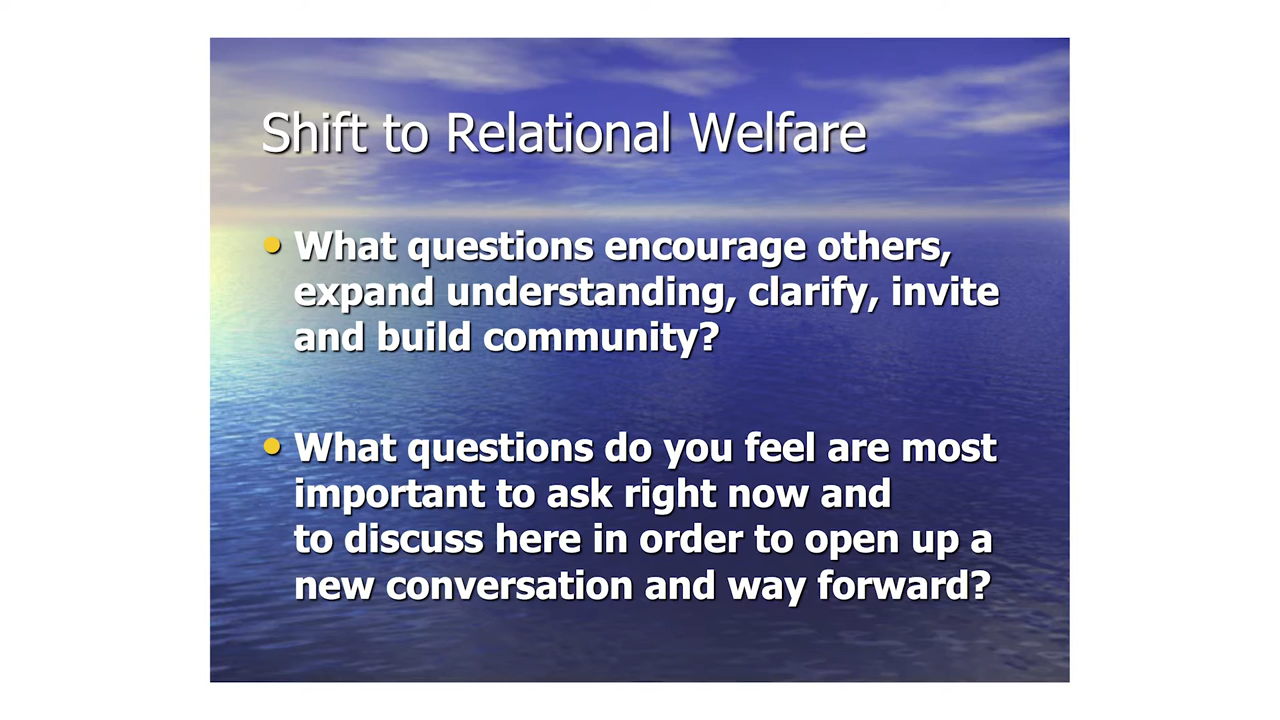 Shift to Relational Welfare
• What questions encourage others,
expand understanding, clarify, invite
and build community?
• What questions do you feel are most
important to ask right now and
to discuss here in order to open up a
new conversation and way forward?